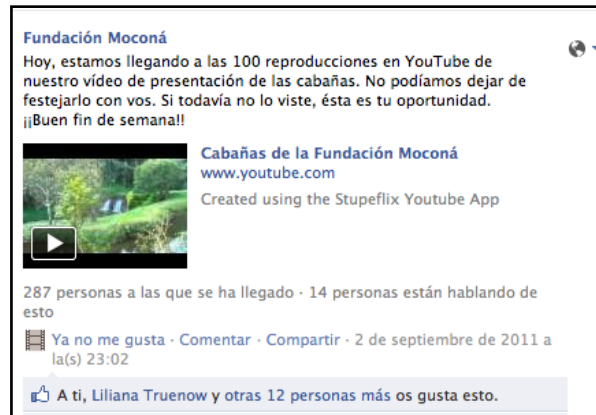 Fundación Moconá
Hoy, estamos llegando a las 100 reproducciones en YouTube de
nuestro vídeo de presentación de las cabañas. No podíamos dejar de
festejarlo con vos. Si todavía no lo viste, ésta es tu oportunidad.
¡¡Buen fin de semana!!
Cabañas de la Fundación Moconá
www.youtube.com
Created using the Stupeflix Youtube App
287 personas a las que se ha llegado · 14 personas están hablando de
esto
Ya no me gusta · Comentar · Compartir · 2 de septiembre de 2011 a
la(s) 23:02
A ti, Liliana Truenow y otras 12 personas más os gusta esto.